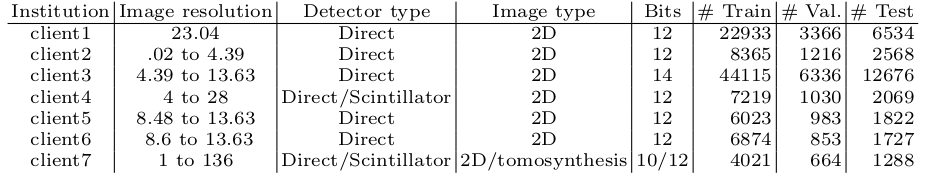 Institution Image resolution Detector type Image type Bits # Train # Val. # Test
client1 23.04 Direct 2D 12 22933 3366 6534
client2 .02 to 4.39 Direct 2D 12 8365 1216 2568
client3 4.39 to 13.63 Direct 2D 14 44115 6336 12676
client4 4 to 28 Direct/Scintillator 2D 12 7219 1030 2069
client5 8.48 to 13.63 Direct 2D 12 6023 983 1822
client6 8.6 to 13.63 Direct 2D 12 6874 853 1727
client7 1 to 136 Direct/Scintillator 2D/tomosynthesis 10/12 4021 664 1288